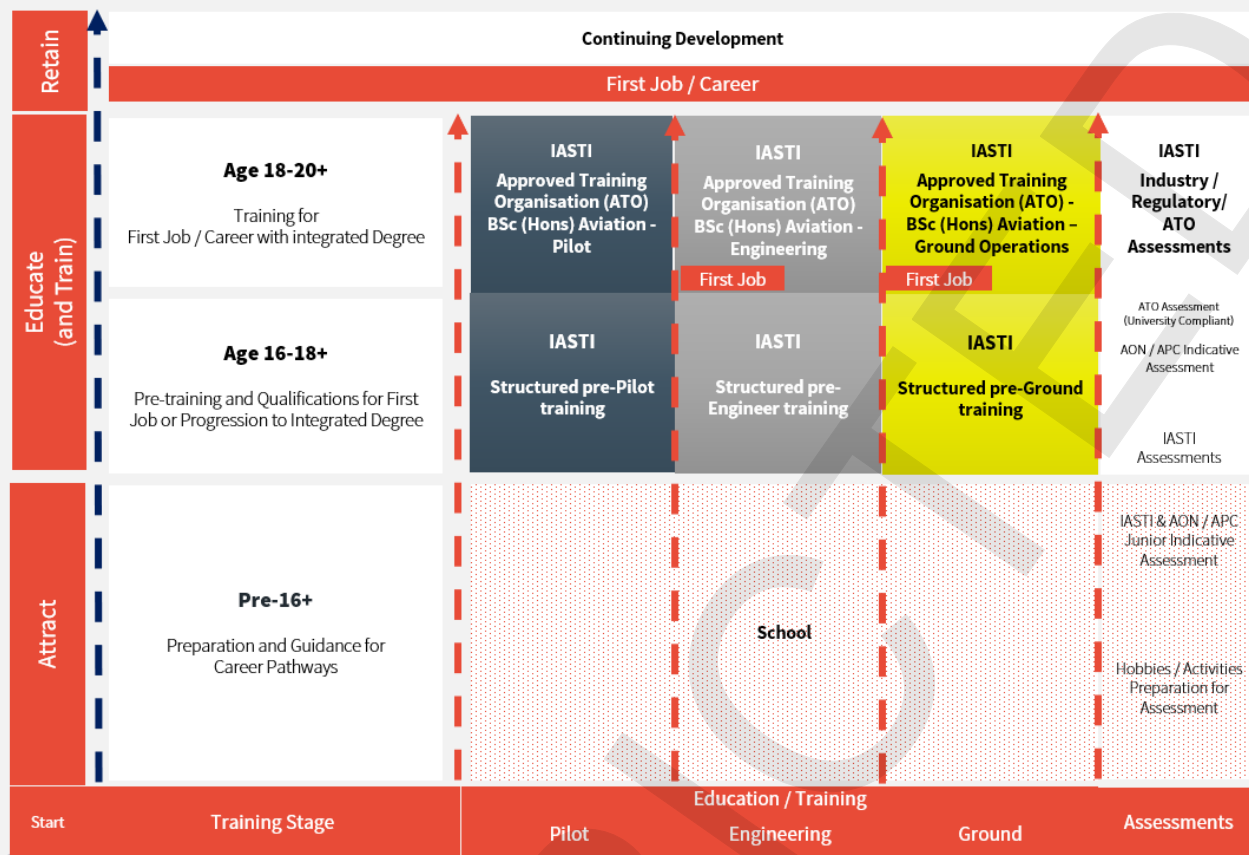 Retain
Continuing Development
First Job / Career
Educate
(and Train)
Age 18-20+
Training for
First Job / Career with integrated Degree
IASTI
Approved Training
Organisation (ATO)
BSc (Hons) Aviation -
Pilot
IASTI
Approved Training
Organisation (ATO)
BSc (Hons) Aviation -
Engineering
First Job
IASTI
Approved Training
Organisation (ATO) -
BSc (Hons) Aviation –
Ground Operations
First Job
IASTI
Industry /
Regulatory/
ATO
Assessments
Age 16-18+
Pre-training and Qualifications for First
Job or Progression to Integrated Degree
IASTI
Structured pre-Pilot
training
IASTI
Structured pre-
Engineer training
IASTI
Structured pre-Ground
training
ATO Assessment
(University Compliant)
AON / APC Indicative
Assessment
IASTI
Assessments
Attract
Pre-16+
Preparation and Guidance for
Career Pathways
School
IASTI & AON / APC
Junior Indicative
Assessment
Hobbies / Activities
Preparation for
Assessment
Start
Training Stage
Education / Training
Pilot
Engineering
Ground
Assessments